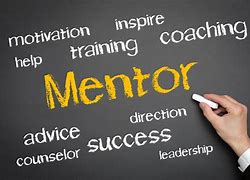 motivation inspire
help training coaching
Mentor
direction
advice
counselor success leadership